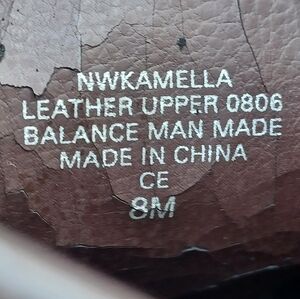 NWKAMELLA
LEATHER UPPER 0806
BALANCE MAN MADE
MADE IN CHINA
CE
8M